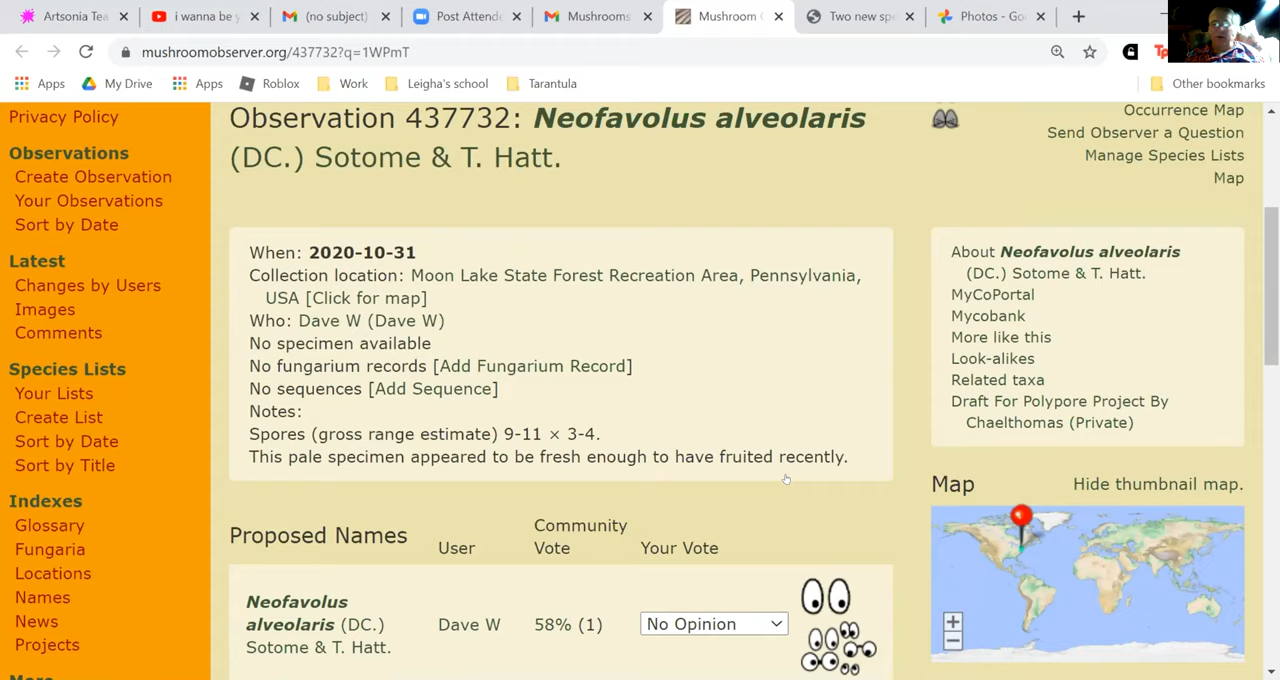 Artsonia Tea
i wanna be y
(no subject)
Post Attende
Mushrooms
Mushroom O
Two new spe
Photos - Goo
mushroomobserver.org/437732?q=1WPmT
Apps
My Drive
Apps
Roblox
Work
Leigha's school
Tarantula
Other bookmarks
Privacy Policy
Observations
Create Observation
Your Observations
Sort by Date
Latest
Changes by Users
Images
Comments
Species Lists
Your Lists
Create List
Sort by Date
Sort by Title
Indexes
Glossary
Fungaria
Locations
Names
News
Projects
Observation 437732: Neofavolus alveolaris
(DC.) Sotome & T. Hatt.
When: 2020-10-31
Collection location: Moon Lake State Forest Recreation Area, Pennsylvania,
USA [Click for map]
Who: Dave W (Dave W)
No specimen available
No fungarium records [Add Fungarium Record]
No sequences [Add Sequence]
Notes:
Spores (gross range estimate) 9-11 × 3-4.
This pale specimen appeared to be fresh enough to have fruited recently.
Proposed Names
User
Community
Vote
Your Vote
Neofavolus
alveolaris (DC.)
Sotome & T. Hatt.
Dave W
58% (1)
No Opinion
Occurrence Map
Send Observer a Question
Manage Species Lists
Map
About Neofavolus alveolaris
(DC.) Sotome & T. Hatt.
MyCoPortal
Mycobank
More like this
Look-alikes
Related taxa
Draft For Polypore Project By
Chaelthomas (Private)
Map
Hide thumbnail map.